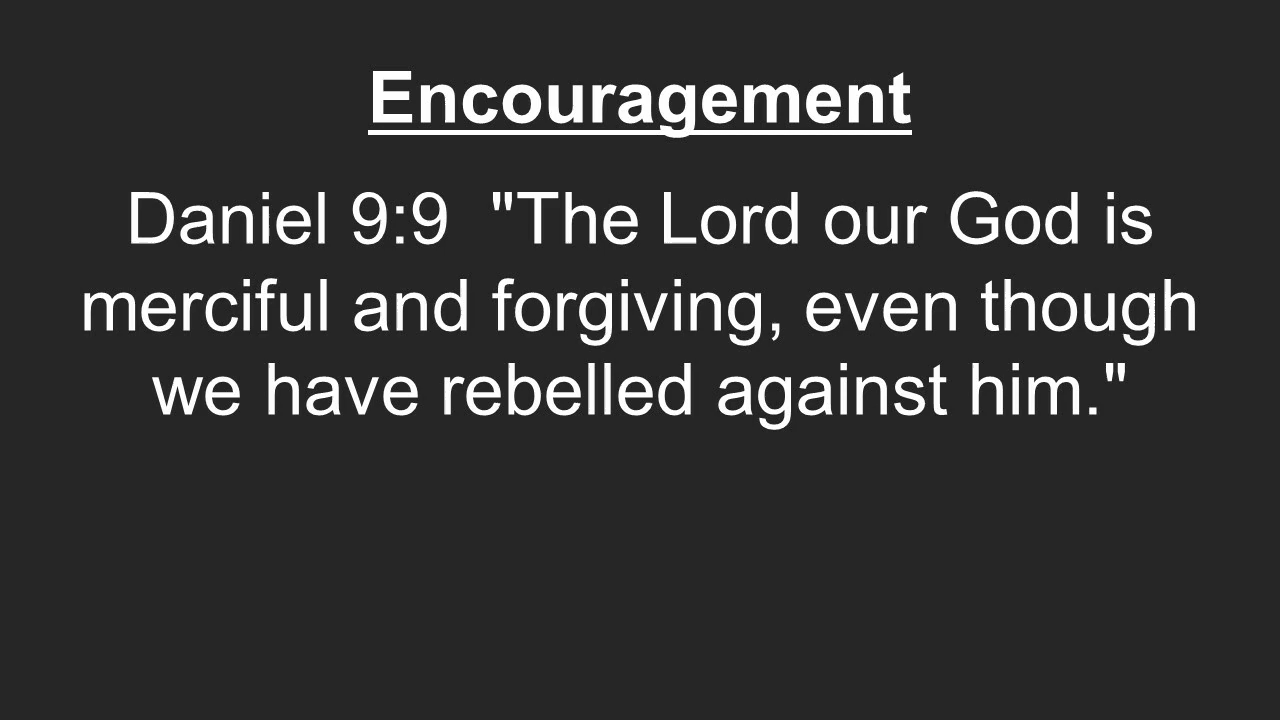 Encouragement
Daniel 9:9  "The Lord our God is
merciful and forgiving, even though
we have rebelled against him."